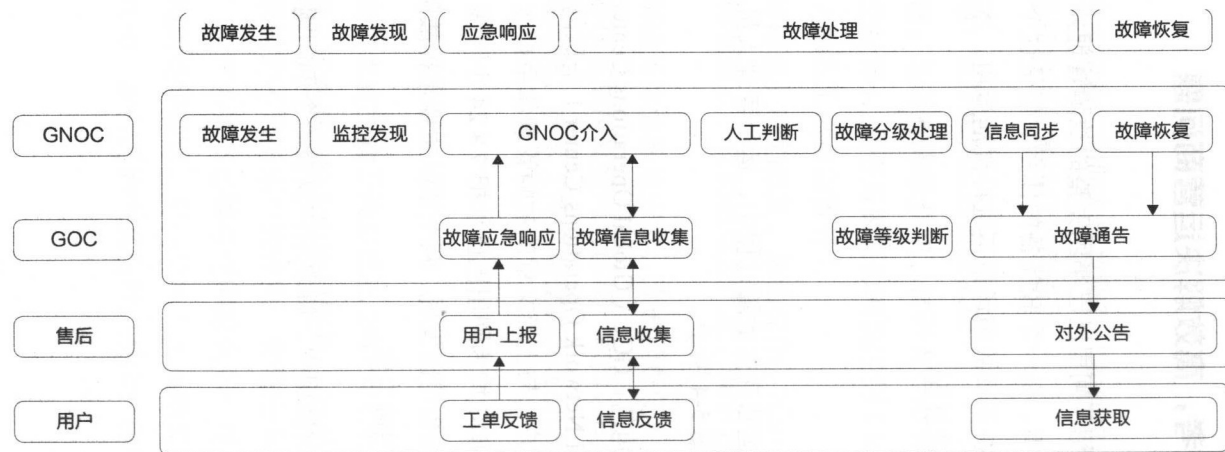 故障发生 故障发现 应急响应 故障处理 故障恢复
GNOC 故障发生 监控发现 GNOC介入 人工判断 故障分级处理 信息同步 故障恢复
GOC 故障应急响应 故障信息收集 故障等级判断 故障通告
售后 用户上报 信息收集 对外公告
用户 工单反馈 信息反馈 信息获取